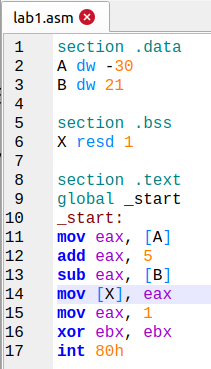 lab1.asm
1 section .data
2 A dw -30
3 B dw 21
4
5 section .bss
6 X resd 1
7
8 section .text
9 global _start
10 _start:
11 mov eax, [A]
12 add eax, 5
13 sub eax, [B]
14 mov [X], eax
15 mov eax, 1
16 xor ebx, ebx
17 int 80h